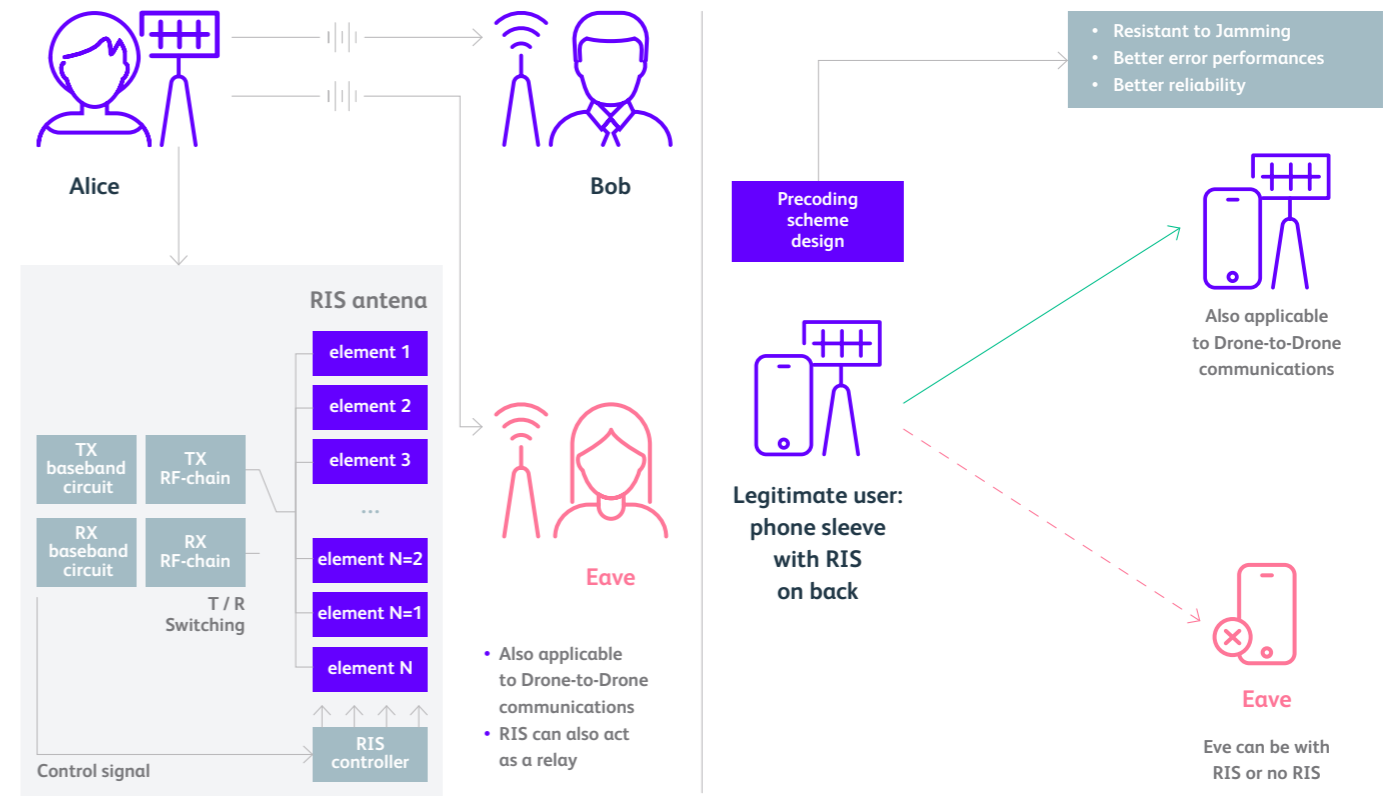 Alice
Bob
RIS antena
element 1
element 2
element 3
...
element N=2
element N=1
element N
TX
baseband
circuit
TX
RF-chain
RX
baseband
circuit
RX
RF-chain
T / R
Switching
RIS
controller
Control signal
Eave
• Also applicable
to Drone-to-Drone
communications
• RIS can also act
as a relay
• Resistant to Jamming
• Better error performances
• Better reliability
Precoding
scheme
design
Legitimate user:
phone sleeve
with RIS
on back
Also applicable
to Drone-to-Drone
communications
Eave
Eve can be with
RIS or no RIS